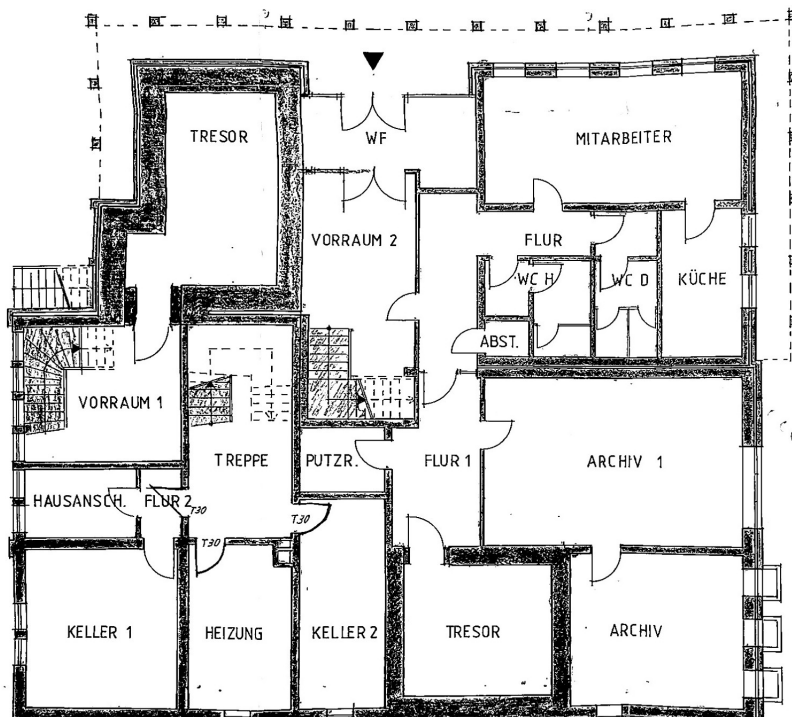 TRESOR
WF
MITARBEITER
VORRAUM 2
FLUR
WC H
WC D
KÜCHE
ABST.
VORRAUM 1
TREPPE
PUTZR.
FLUR 1
ARCHIV 1
HAUSANSCH.
FLUR 2
T30
T30
T30
KELLER 1
HEIZUNG
KELLER 2
TRESOR
ARCHIV